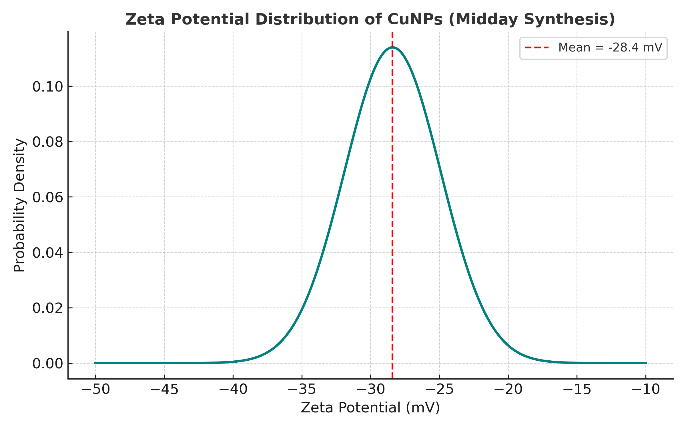 Zeta Potential Distribution of CuNPs (Midday Synthesis)
Mean = -28.4 mV
Probability Density
0.10
0.08
0.06
0.04
0.02
0.00
−50 −45 −40 −35 −30 −25 −20 −15 −10
Zeta Potential (mV)